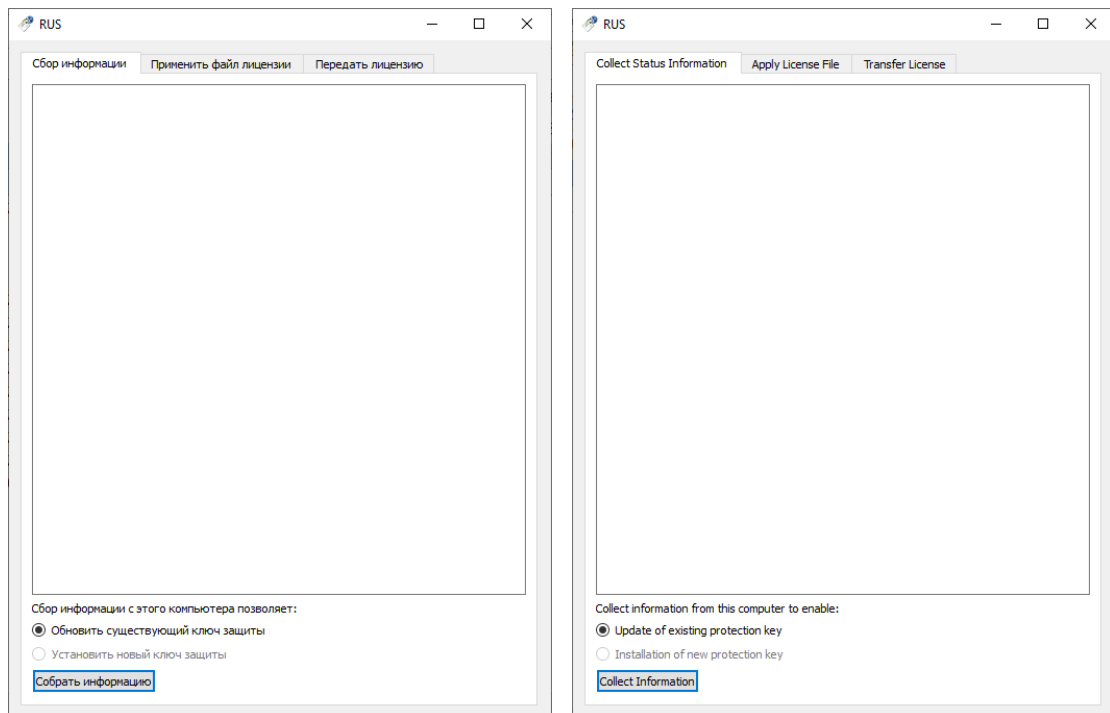 RUS
Сбор информации
Применить файл лицензии
Передать лицензию
Сбор информации с этого компьютера позволяет:
Обновить существующий ключ защиты
Установить новый ключ защиты
Собрать информацию
RUS
Collect Status Information
Apply License File
Transfer License
Collect information from this computer to enable:
Update of existing protection key
Installation of new protection key
Collect Information